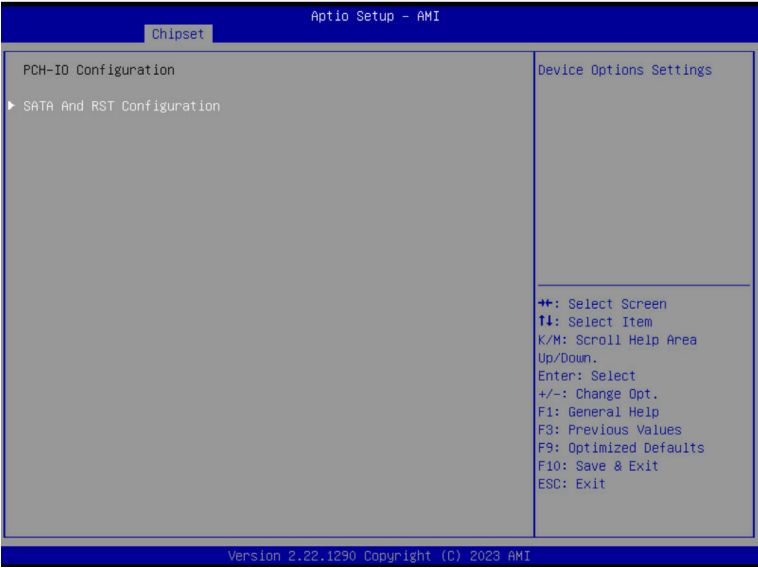 Aptio Setup – AMI
Chipset
PCH-IO Configuration
SATA And RST Configuration
Device Options Settings
→←: Select Screen
↑↓: Select Item
K/M: Scroll Help Area
Up/Down.
Enter: Select
+/-: Change Opt.
F1: General Help
F3: Previous Values
F9: Optimized Defaults
F10: Save & Exit
ESC: Exit
Version 2.22.1290 Copyright (C) 2023 AMI